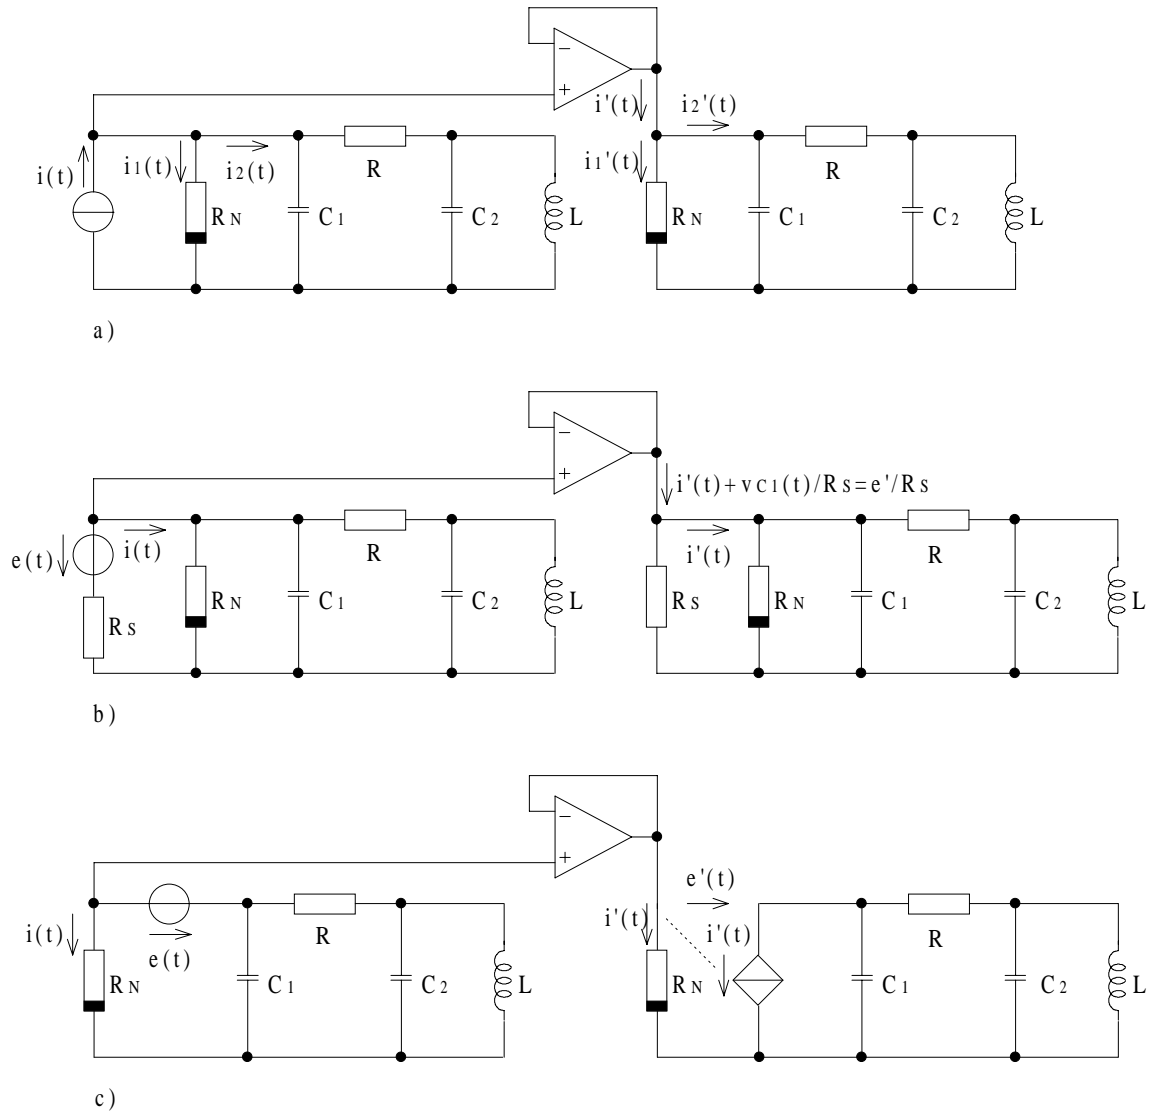 −
+
i'(t) i2'(t)
i(t) i1(t) i2(t) R i1'(t) R
RN C1 C2 L RN C1 C2 L
a)
−
+
i'(t)+vC1(t)/RS=e'/RS
e(t) i(t) R i'(t) R
RS RN C1 C2 L RS RN C1 C2 L
b)
−
+
e'(t)
i(t) e(t) R i'(t) i'(t) R
RN C1 C2 L RN C1 C2 L
c)